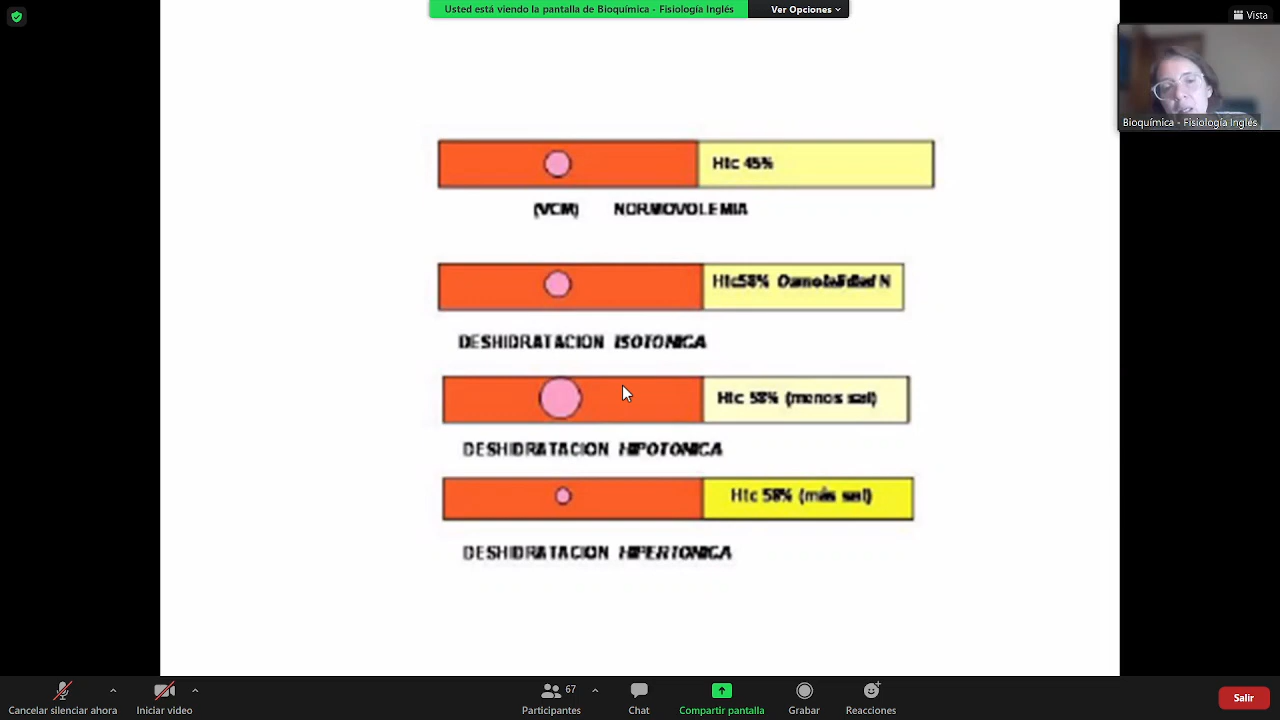 Usted está viendo la pantalla de Bioquímica - Fisiología Inglés
Ver Opciones
Vista
Bioquímica - Fisiología Inglés
Htc 45%
(VCM) NORMOVOLEMIA
Htc58% Osmolalidad N
DESHIDRATACION ISOTONICA
Htc 58% (menos sal)
DESHIDRATACION HIPOTONICA
Htc 58% (más sal)
DESHIDRATACION HIPERTONICA
67
Cancelar silenciar ahora
Iniciar video
Participantes
Chat
Compartir pantalla
Grabar
Reacciones
Salir